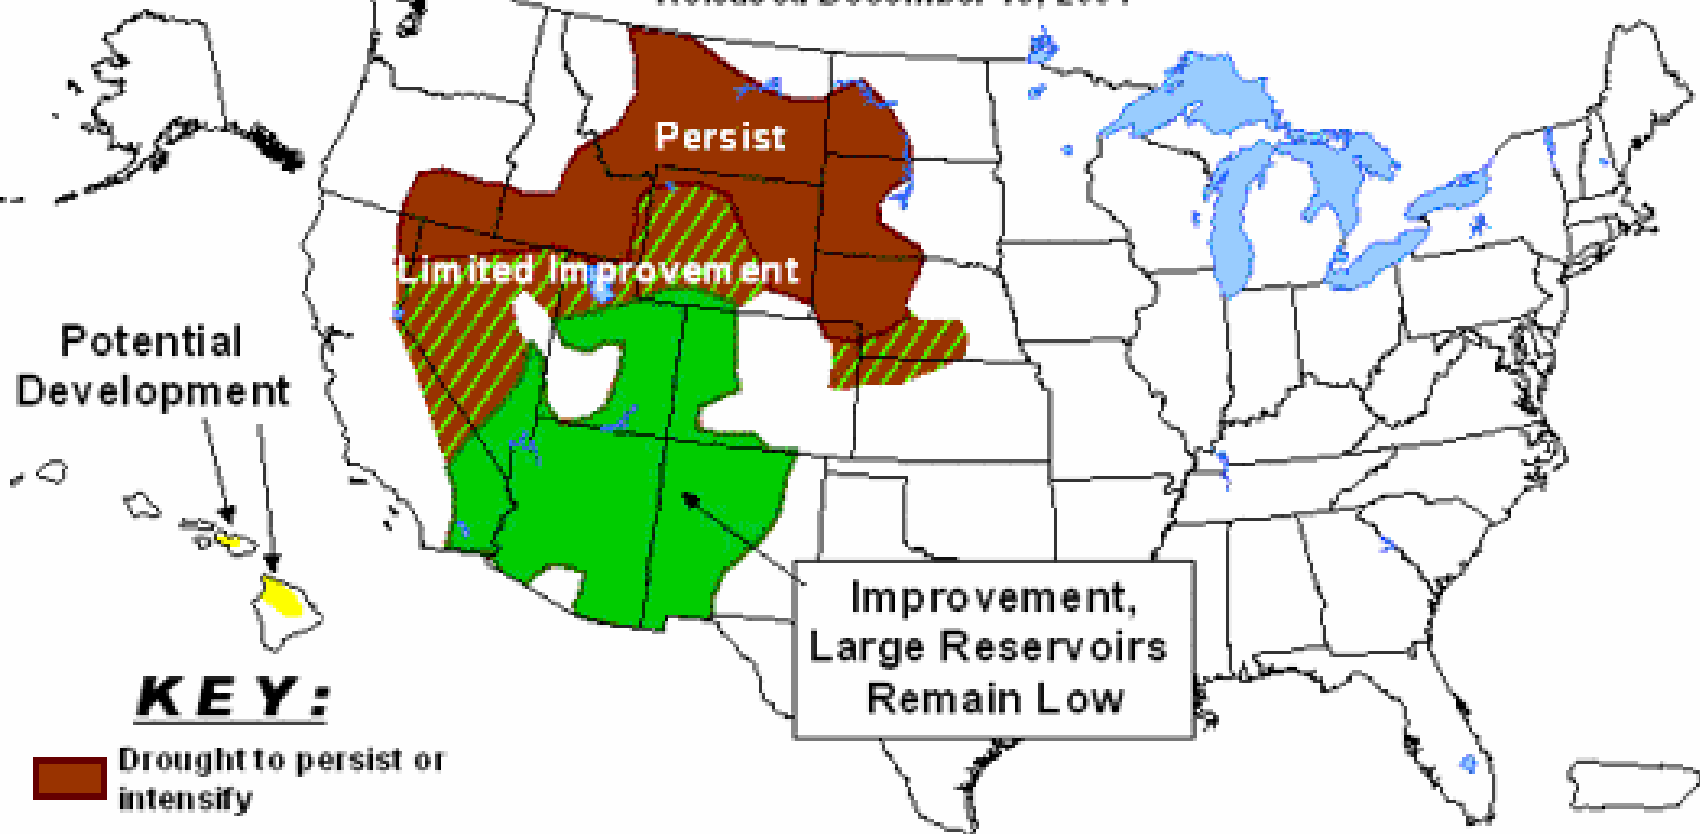 Persist
Limited Improvement
Potential
Development
Improvement,
Large Reservoirs
Remain Low
KEY:
Drought to persist or
intensify